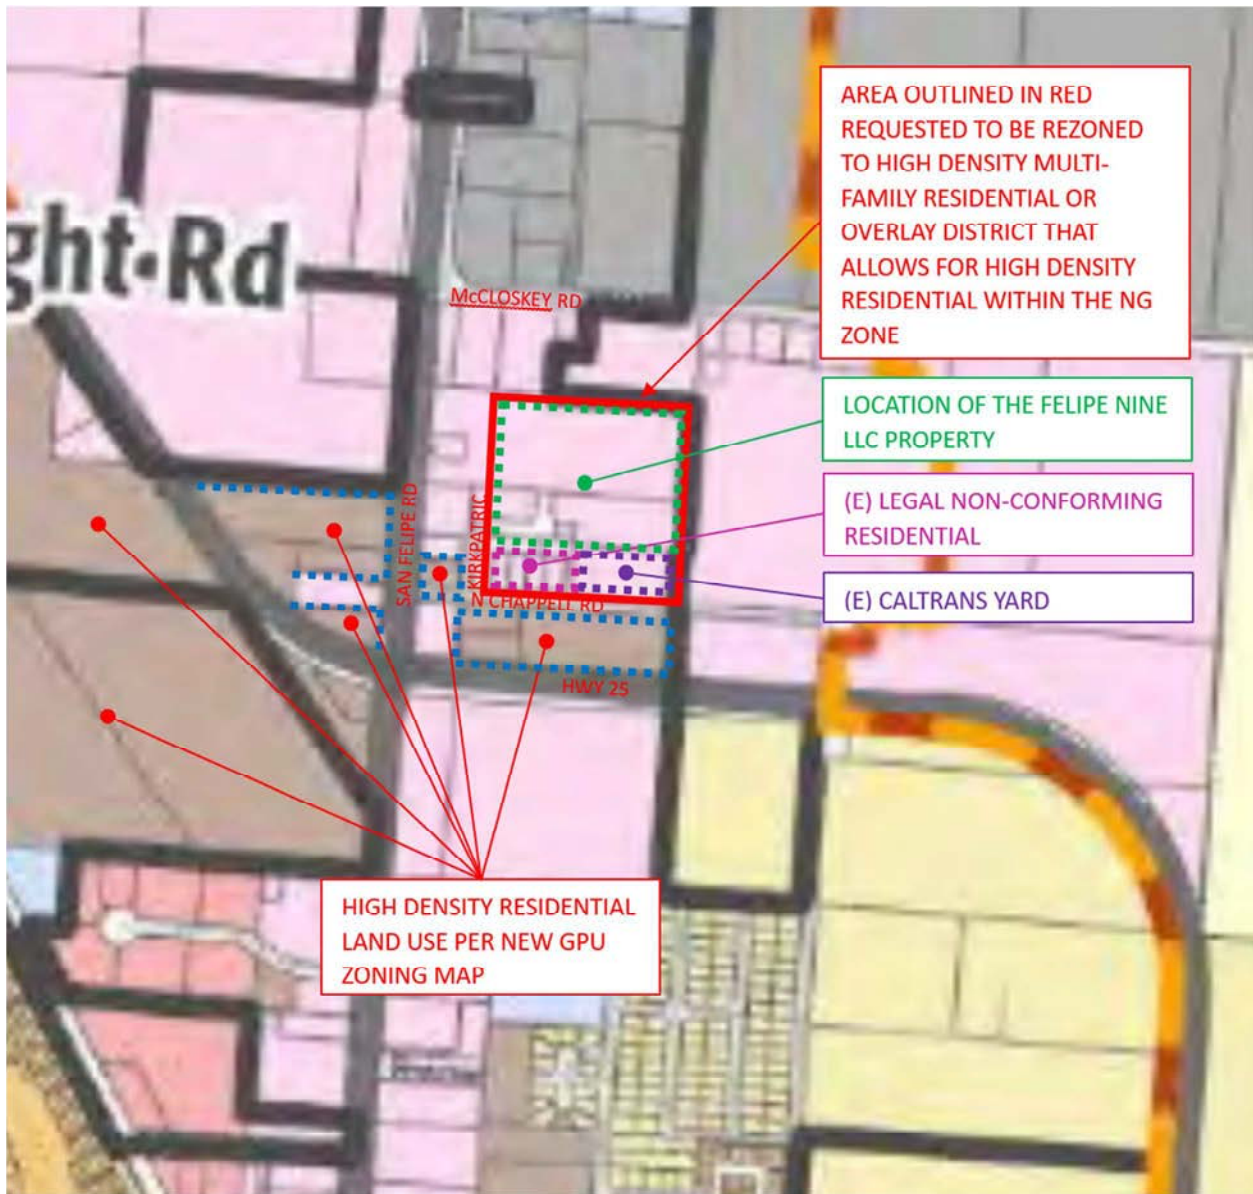 AREA OUTLINED IN RED
REQUESTED TO BE REZONED
TO HIGH DENSITY MULTI-
FAMILY RESIDENTIAL OR
OVERLAY DISTRICT THAT
ALLOWS FOR HIGH DENSITY
RESIDENTIAL WITHIN THE NG
ZONE
ght Rd
McCLOSKEY RD
LOCATION OF THE FELIPE NINE
LLC PROPERTY
(E) LEGAL NON-CONFORMING
RESIDENTIAL
(E) CALTRANS YARD
SAN FELIPE RD
KIRKPATRIC
N CHAPPELL RD
HWY 25
HIGH DENSITY RESIDENTIAL
LAND USE PER NEW GPU
ZONING MAP